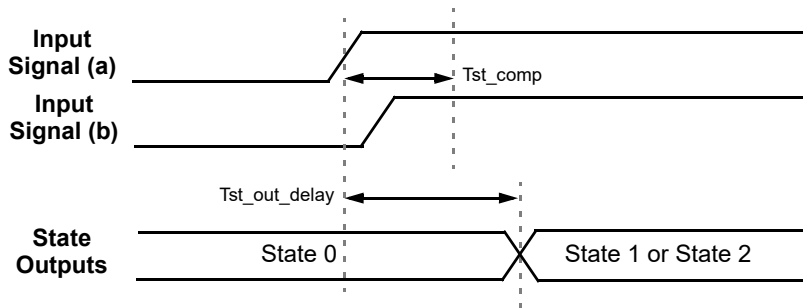 Input
Signal (a)
Tst_comp
Input
Signal (b)
Tst_out_delay
State
Outputs
State 0
State 1 or State 2